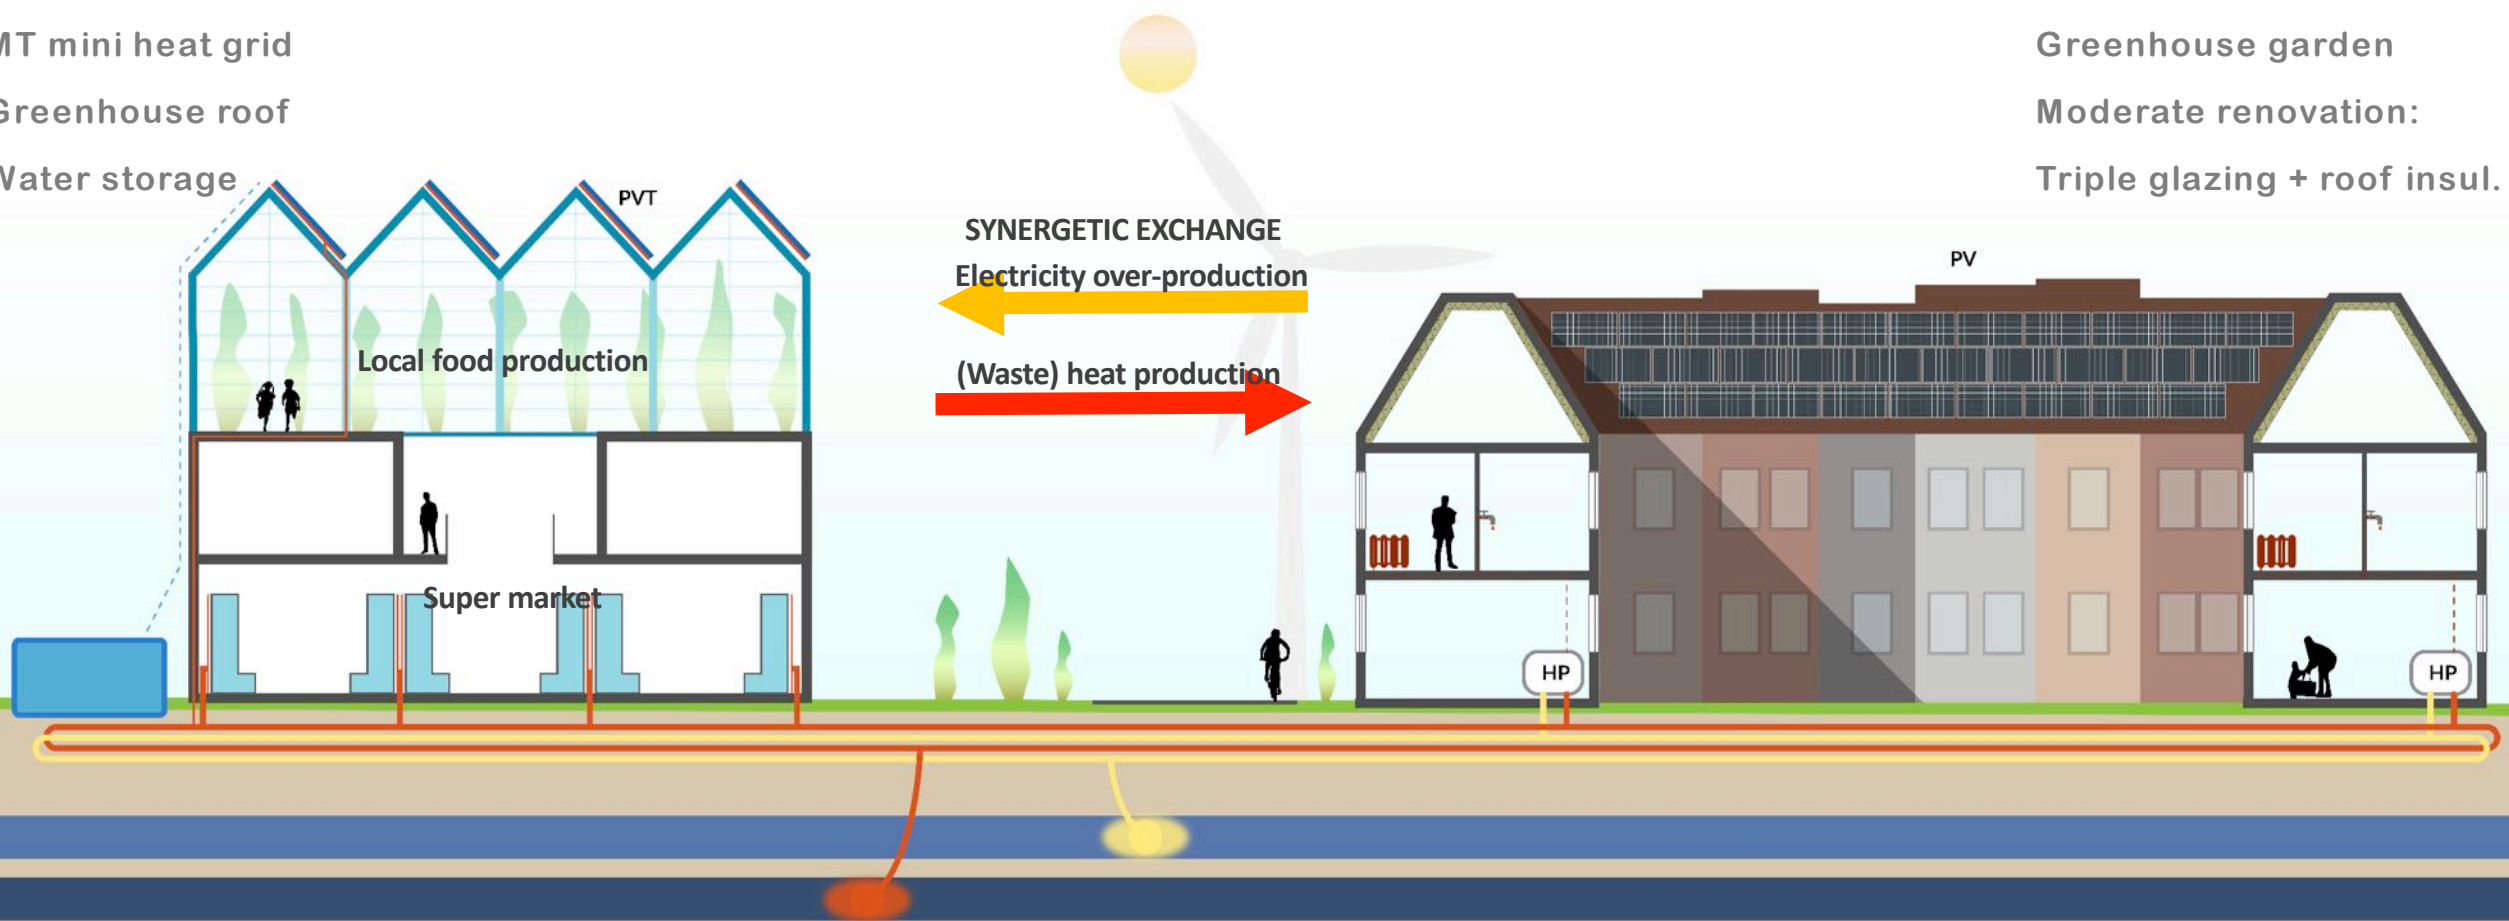 MT mini heat grid
Greenhouse roof
Water storage
Greenhouse garden
Moderate renovation:
Triple glazing + roof insul.
PVT
SYNERGETIC EXCHANGE
Electricity over-production
(Waste) heat production
PV
Local food production
Super market
HP
HP